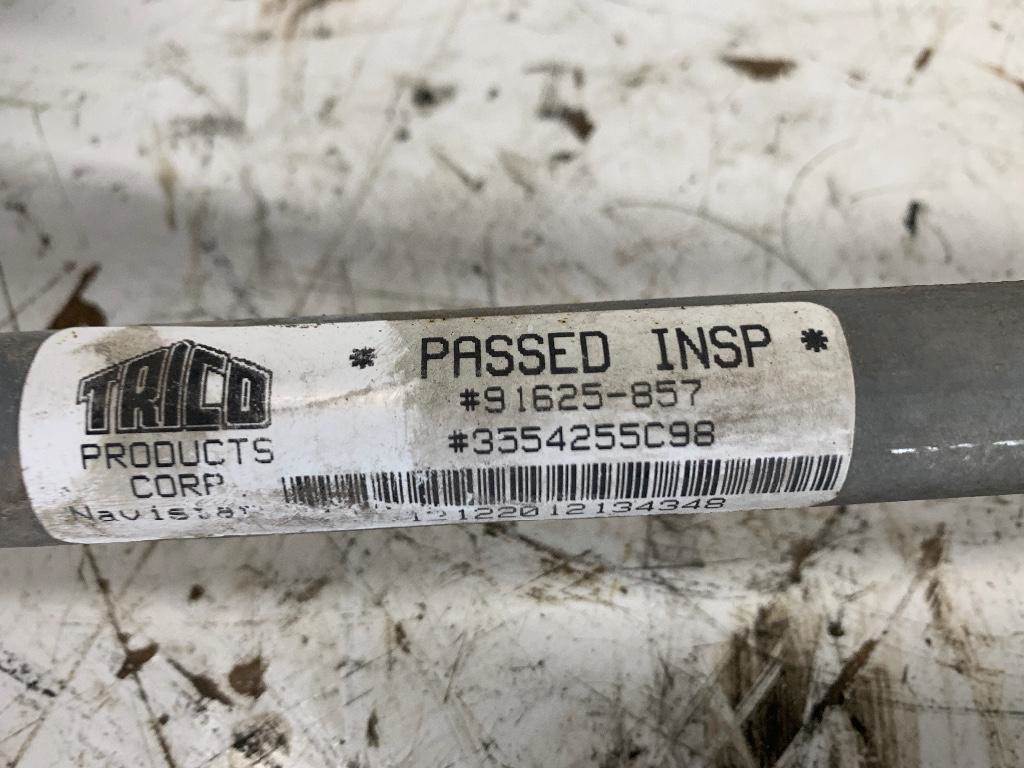 TRICO
PRODUCTS
CORP
Navistar
* PASSED INSP *
#91625-857
#3554255C98